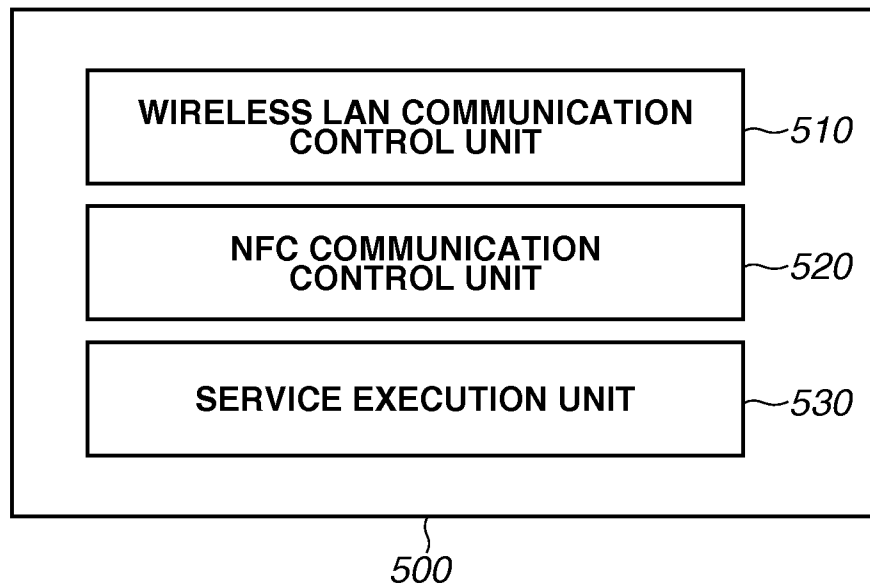 WIRELESS LAN COMMUNICATION
CONTROL UNIT
510
NFC COMMUNICATION
CONTROL UNIT
520
SERVICE EXECUTION UNIT
530
500